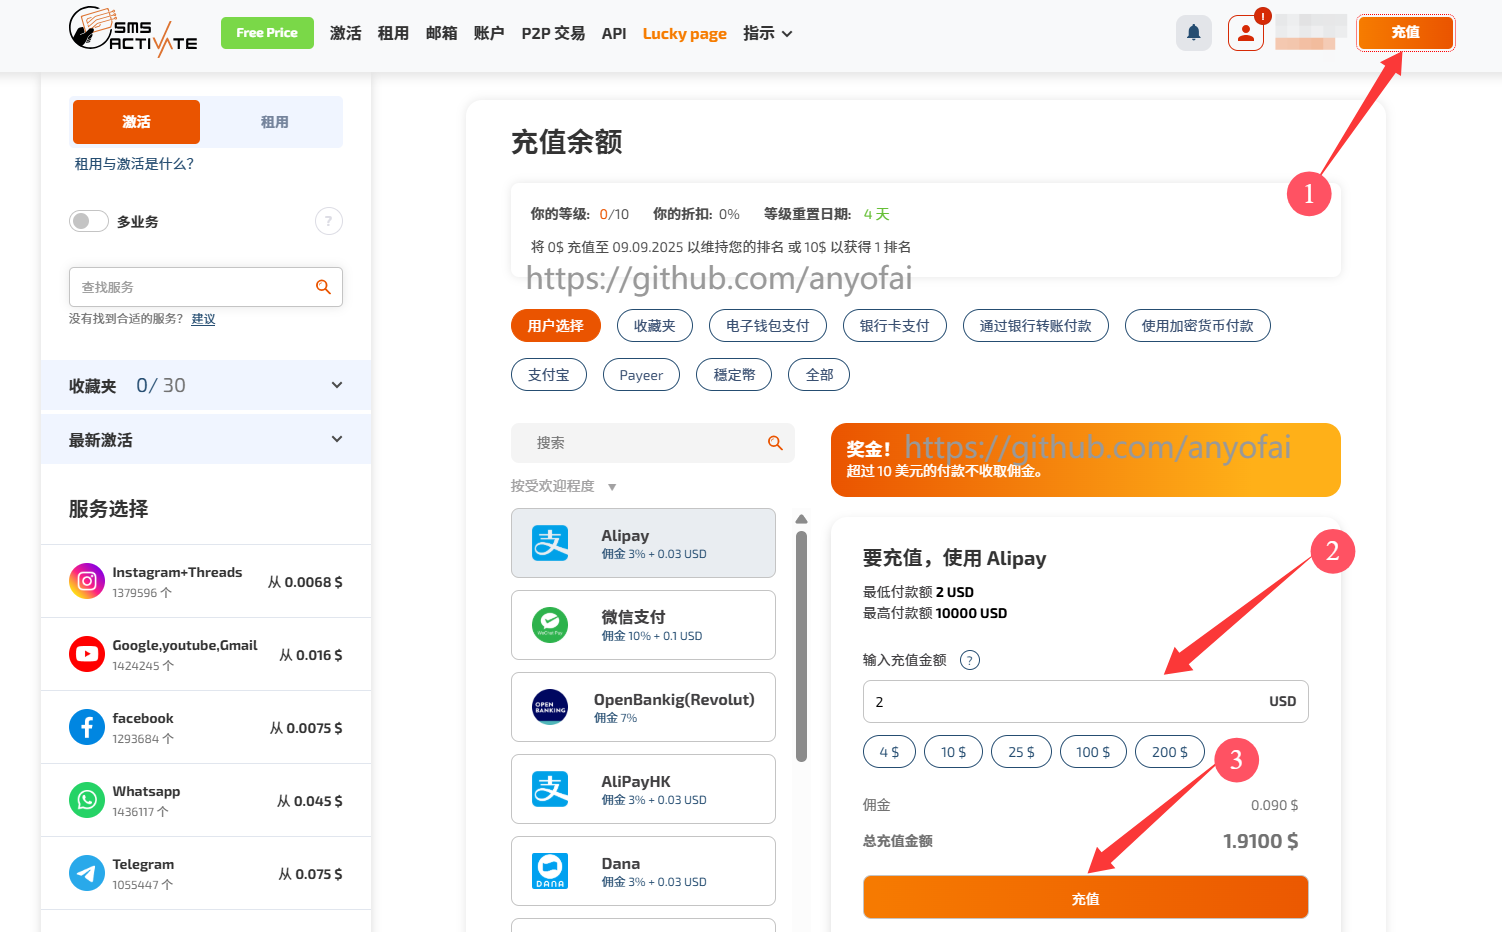 SMS ACTIVATE
Free Price
激活
租用
邮箱
账户
P2P 交易
API
Lucky page
指示
充值
激活
租用
租用与激活是什么?
多业务
?
查找服务
没有找到合适的服务? 建议
收藏夹 0/ 30
最新激活
服务选择
Instagram+Threads
1379596 个
从 0.0068 $
Google,youtube,Gmail
1424245 个
从 0.016 $
facebook
1293684 个
从 0.0075 $
Whatsapp
1436117 个
从 0.045 $
Telegram
1055447 个
从 0.075 $
充值余额
1
你的等级: 0/10 你的折扣: 0% 等级重置日期: 4 天
将 0$ 充值至 09.09.2025 以维持您的排名 或 10$ 以获得 1 排名
https://github.com/anyofai
用户选择
收藏夹
电子钱包支付
银行卡支付
通过银行转账付款
使用加密货币付款
支付宝
Payeer
穩定幣
全部
搜索
按受欢迎程度 ▼
支
Alipay
佣金 3% + 0.03 USD
WeChat Pay
微信支付
佣金 10% + 0.1 USD
OPEN BANKING
OpenBankig(Revolut)
佣金 7%
支
AliPayHK
佣金 3% + 0.03 USD
DANA
Dana
佣金 3% + 0.03 USD
奖金! https://github.com/anyofai
超过 10 美元的付款不收取佣金。
要充值，使用 Alipay
2
最低付款额 2 USD
最高付款额 10000 USD
输入充值金额 ?
2 USD
4 $
10 $
25 $
100 $
200 $
3
佣金 0.090 $
总充值金额 1.9100 $
充值